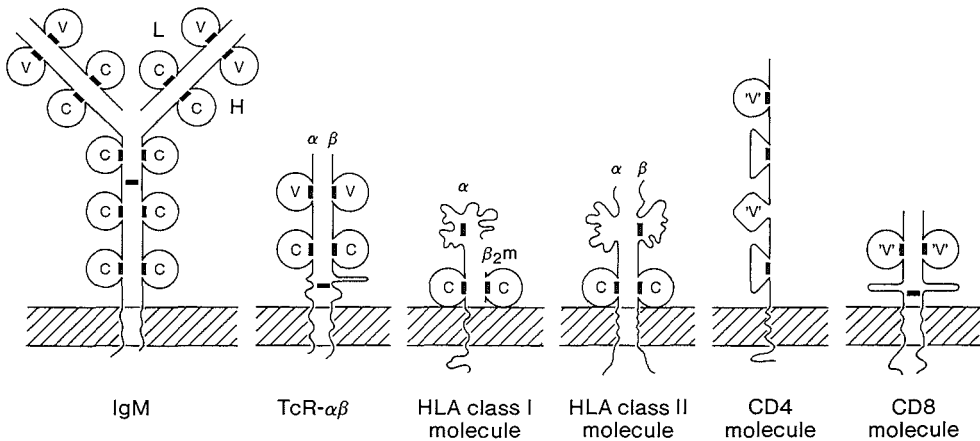 L
V
V
V
V
C
C
C
C
H
C C
C C
C C
IgM
α β
V V
C C
TcR-αβ
α
β₂m
C C
HLA class I
molecule
α β
C C
HLA class II
molecule
'V'
'V'
CD4
molecule
'V' 'V'
CD8
molecule